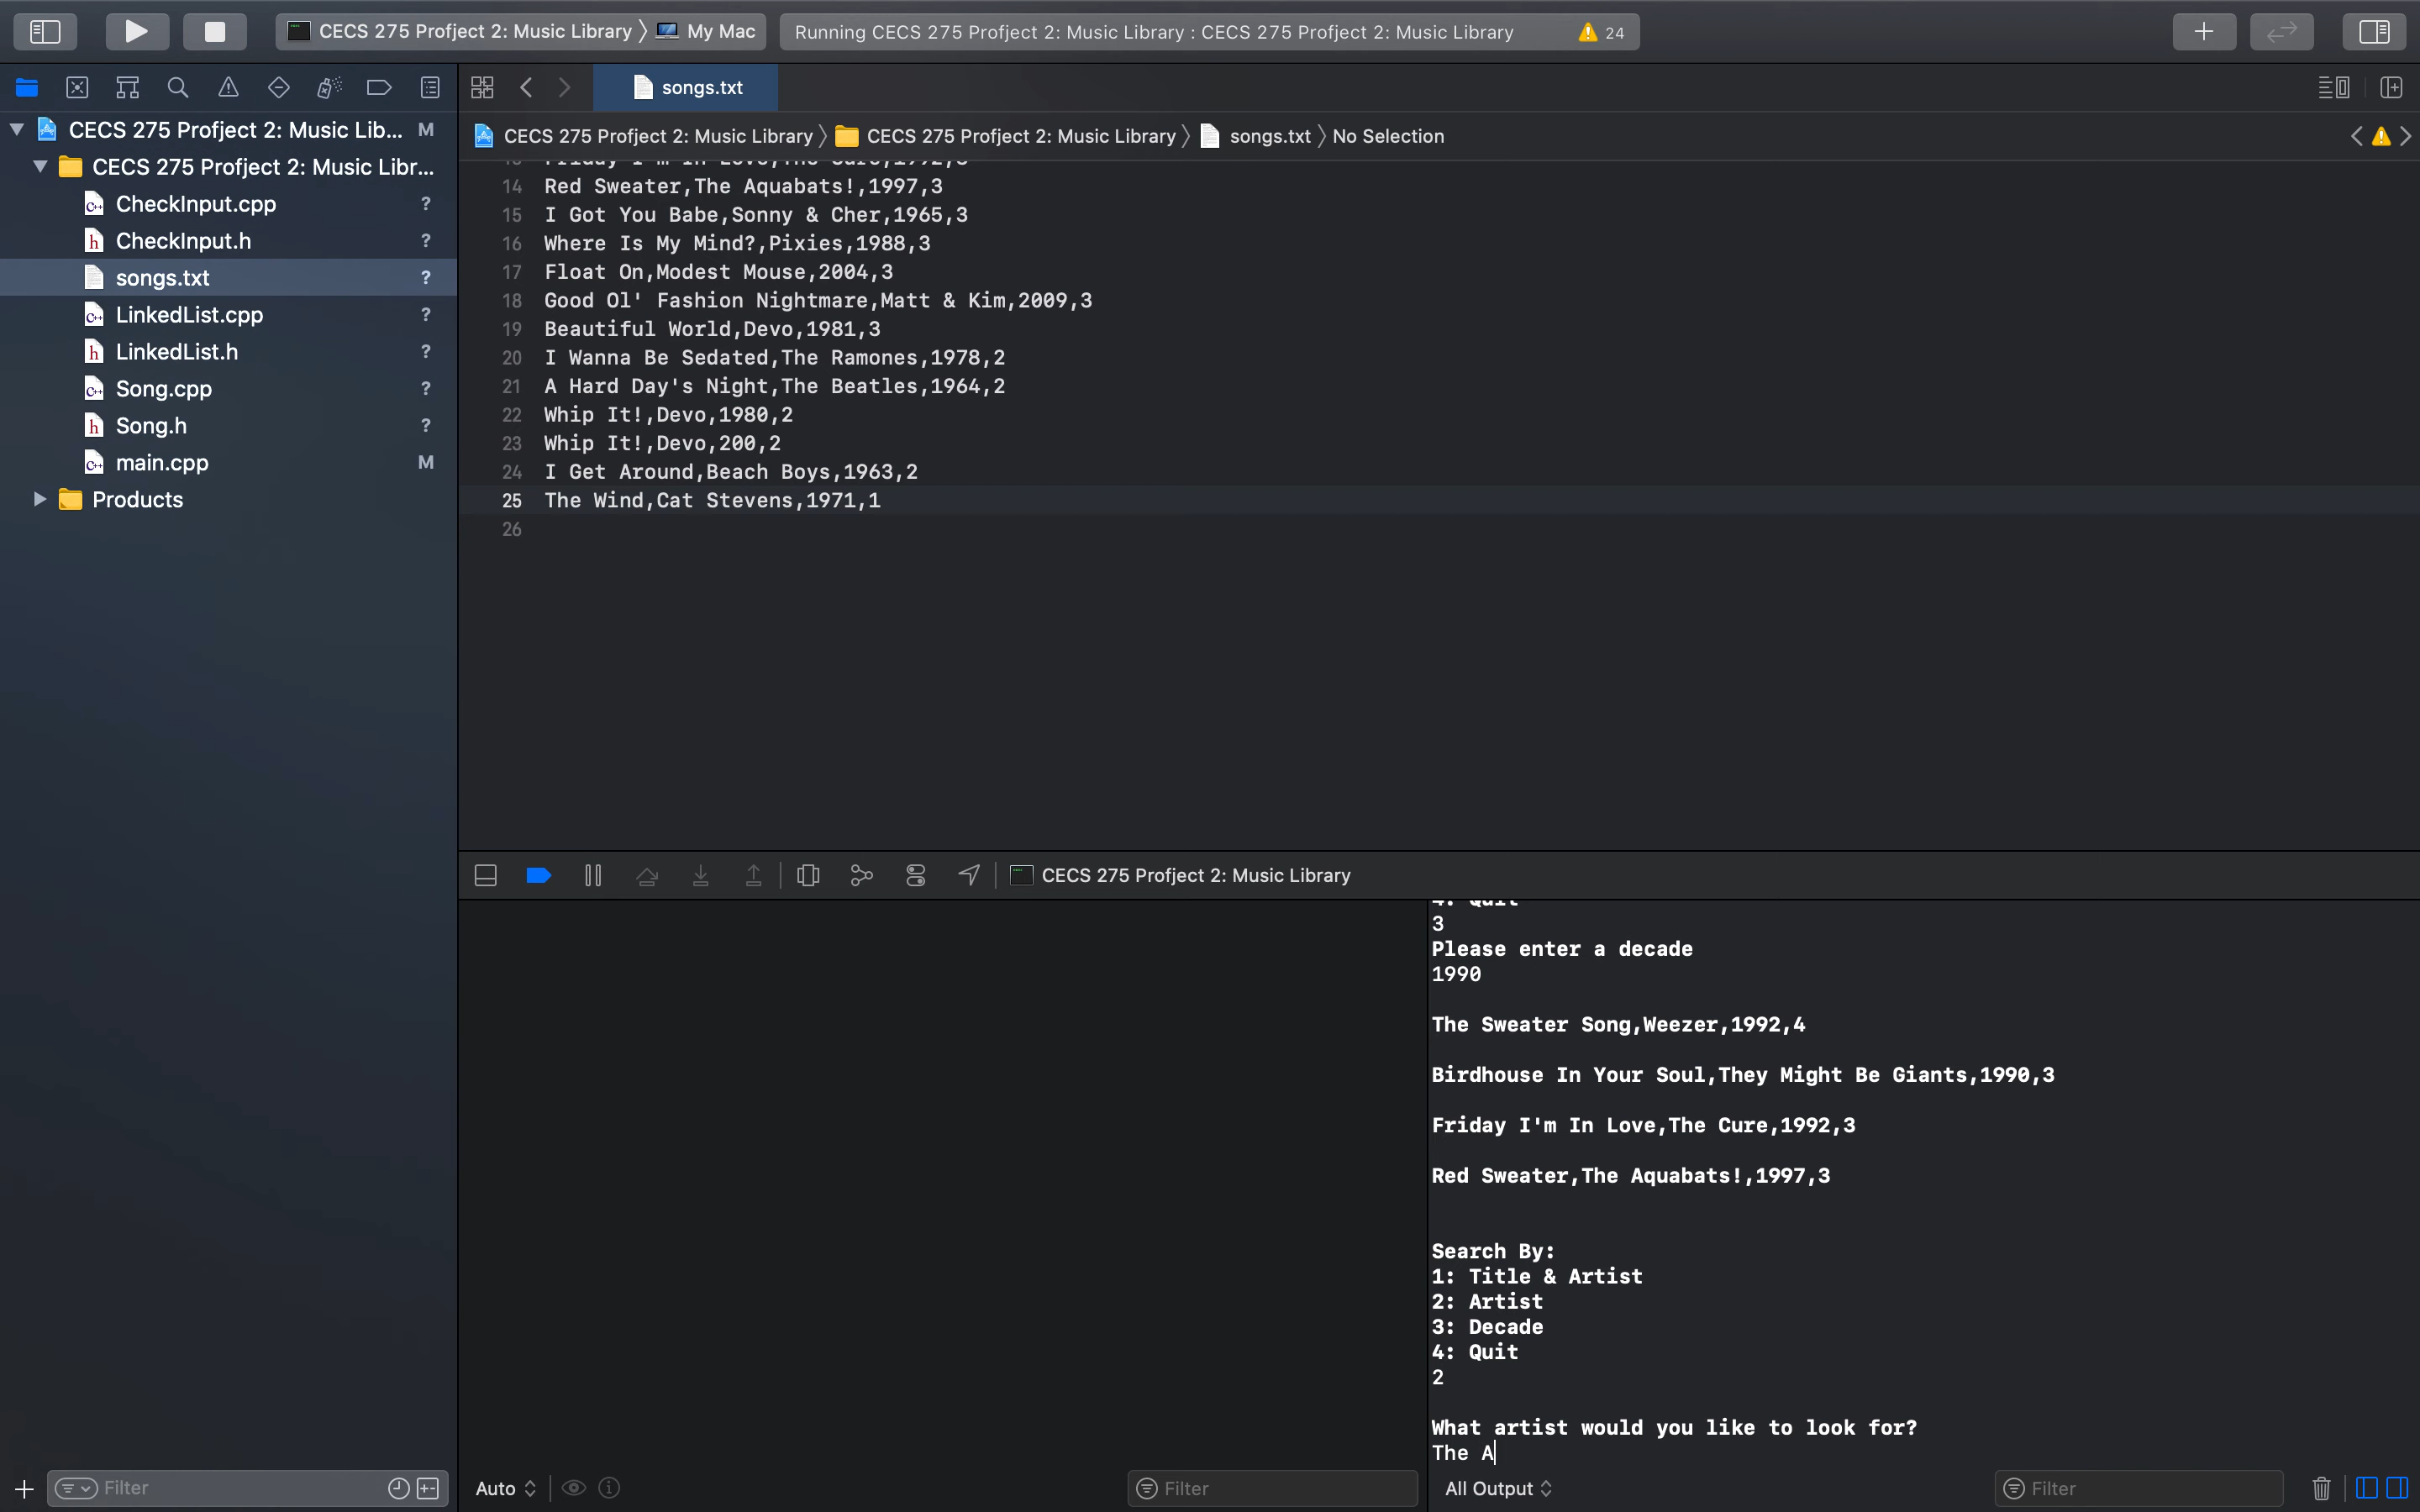 CECS 275 Profject 2: Music Library 〉 My Mac
Running CECS 275 Profject 2: Music Library : CECS 275 Profject 2: Music Library
24
songs.txt
CECS 275 Profject 2: Music Lib... M
CECS 275 Profject 2: Music Libr...
CheckInput.cpp ?
CheckInput.h ?
songs.txt ?
LinkedList.cpp ?
LinkedList.h ?
Song.cpp ?
Song.h ?
main.cpp M
Products
Filter
CECS 275 Profject 2: Music Library 〉 CECS 275 Profject 2: Music Library 〉 songs.txt 〉 No Selection
14 Red Sweater,The Aquabats!,1997,3
15 I Got You Babe,Sonny & Cher,1965,3
16 Where Is My Mind?,Pixies,1988,3
17 Float On,Modest Mouse,2004,3
18 Good Ol' Fashion Nightmare,Matt & Kim,2009,3
19 Beautiful World,Devo,1981,3
20 I Wanna Be Sedated,The Ramones,1978,2
21 A Hard Day's Night,The Beatles,1964,2
22 Whip It!,Devo,1980,2
23 Whip It!,Devo,200,2
24 I Get Around,Beach Boys,1963,2
25 The Wind,Cat Stevens,1971,1
26
CECS 275 Profject 2: Music Library
4: Quit
3
Please enter a decade
1990
The Sweater Song,Weezer,1992,4
Birdhouse In Your Soul,They Might Be Giants,1990,3
Friday I'm In Love,The Cure,1992,3
Red Sweater,The Aquabats!,1997,3
Search By:
1: Title & Artist
2: Artist
3: Decade
4: Quit
2
What artist would you like to look for?
The A
Auto
Filter
All Output
Filter